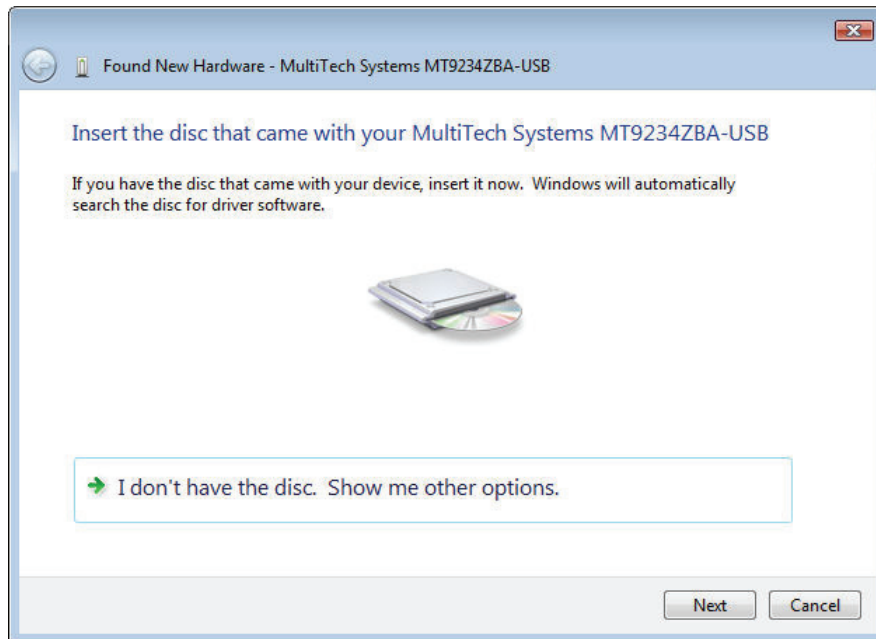 Found New Hardware - MultiTech Systems MT9234ZBA-USB
Insert the disc that came with your MultiTech Systems MT9234ZBA-USB
If you have the disc that came with your device, insert it now.  Windows will automatically
search the disc for driver software.
I don't have the disc.  Show me other options.
Next
Cancel